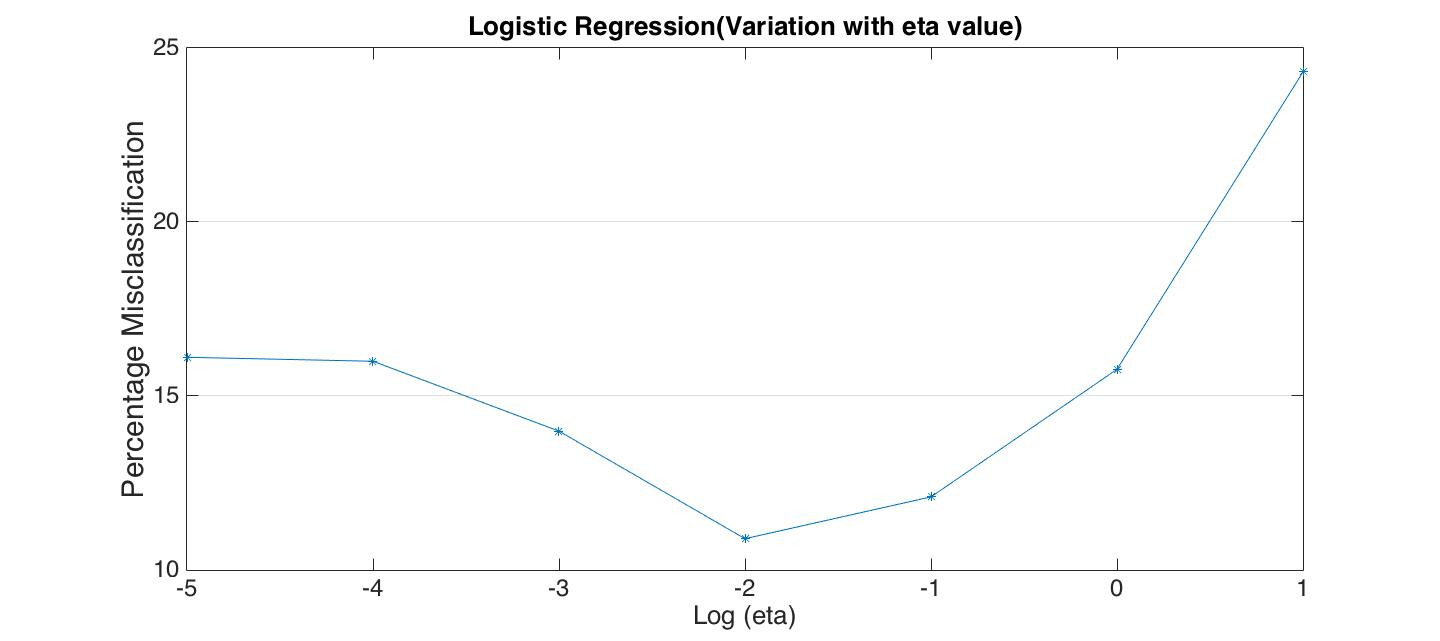 Logistic Regression(Variation with eta value)
Percentage Misclassification
25
20
15
10
-5 -4 -3 -2 -1 0 1
Log (eta)